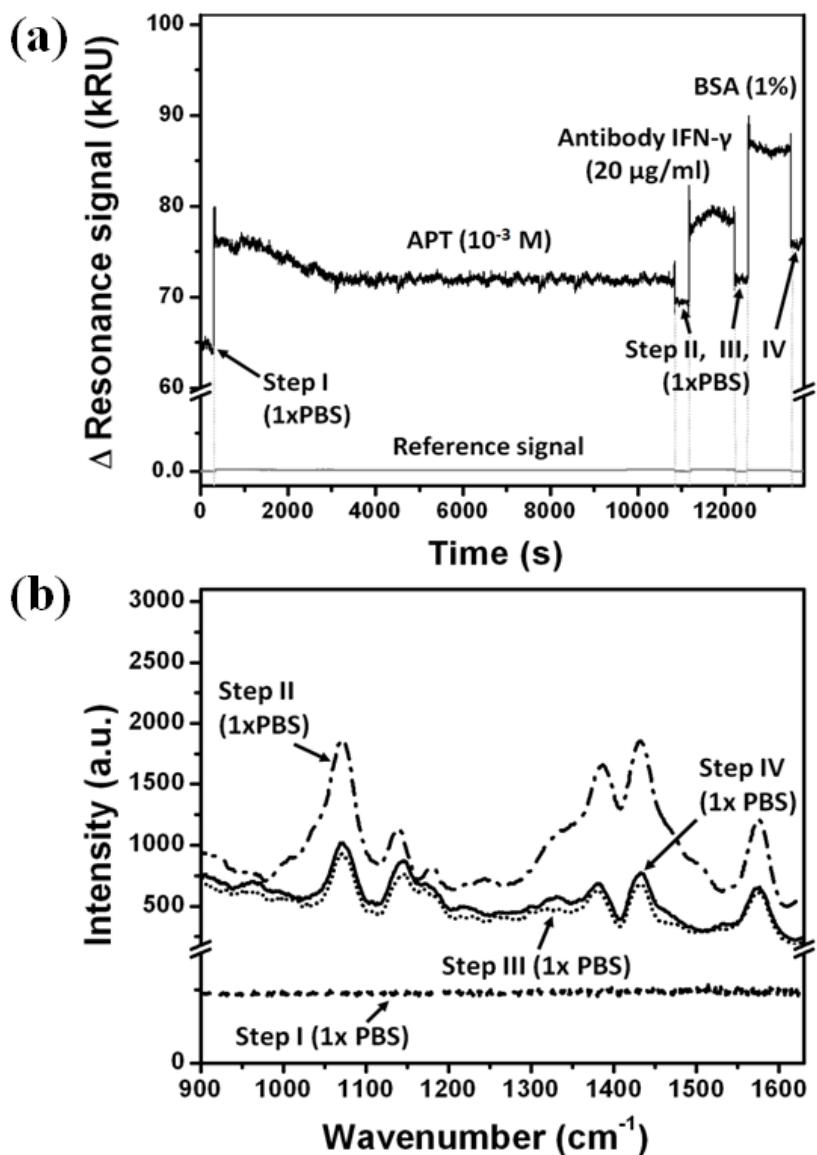 (a)
Δ Resonance signal (kRU)
100
90
80
70
60
0.0
BSA (1%)
Antibody IFN-γ
(20 µg/ml)
APT (10⁻³ M)
Step I
(1xPBS)
Step II, III, IV
(1xPBS)
Reference signal
0 2000 4000 6000 8000 10000 12000
Time (s)
(b)
Intensity (a.u.)
3000
2500
2000
1500
1000
500
0
Step II
(1xPBS)
Step IV
(1x PBS)
Step III (1x PBS)
Step I (1x PBS)
900 1000 1100 1200 1300 1400 1500 1600
Wavenumber (cm⁻¹)